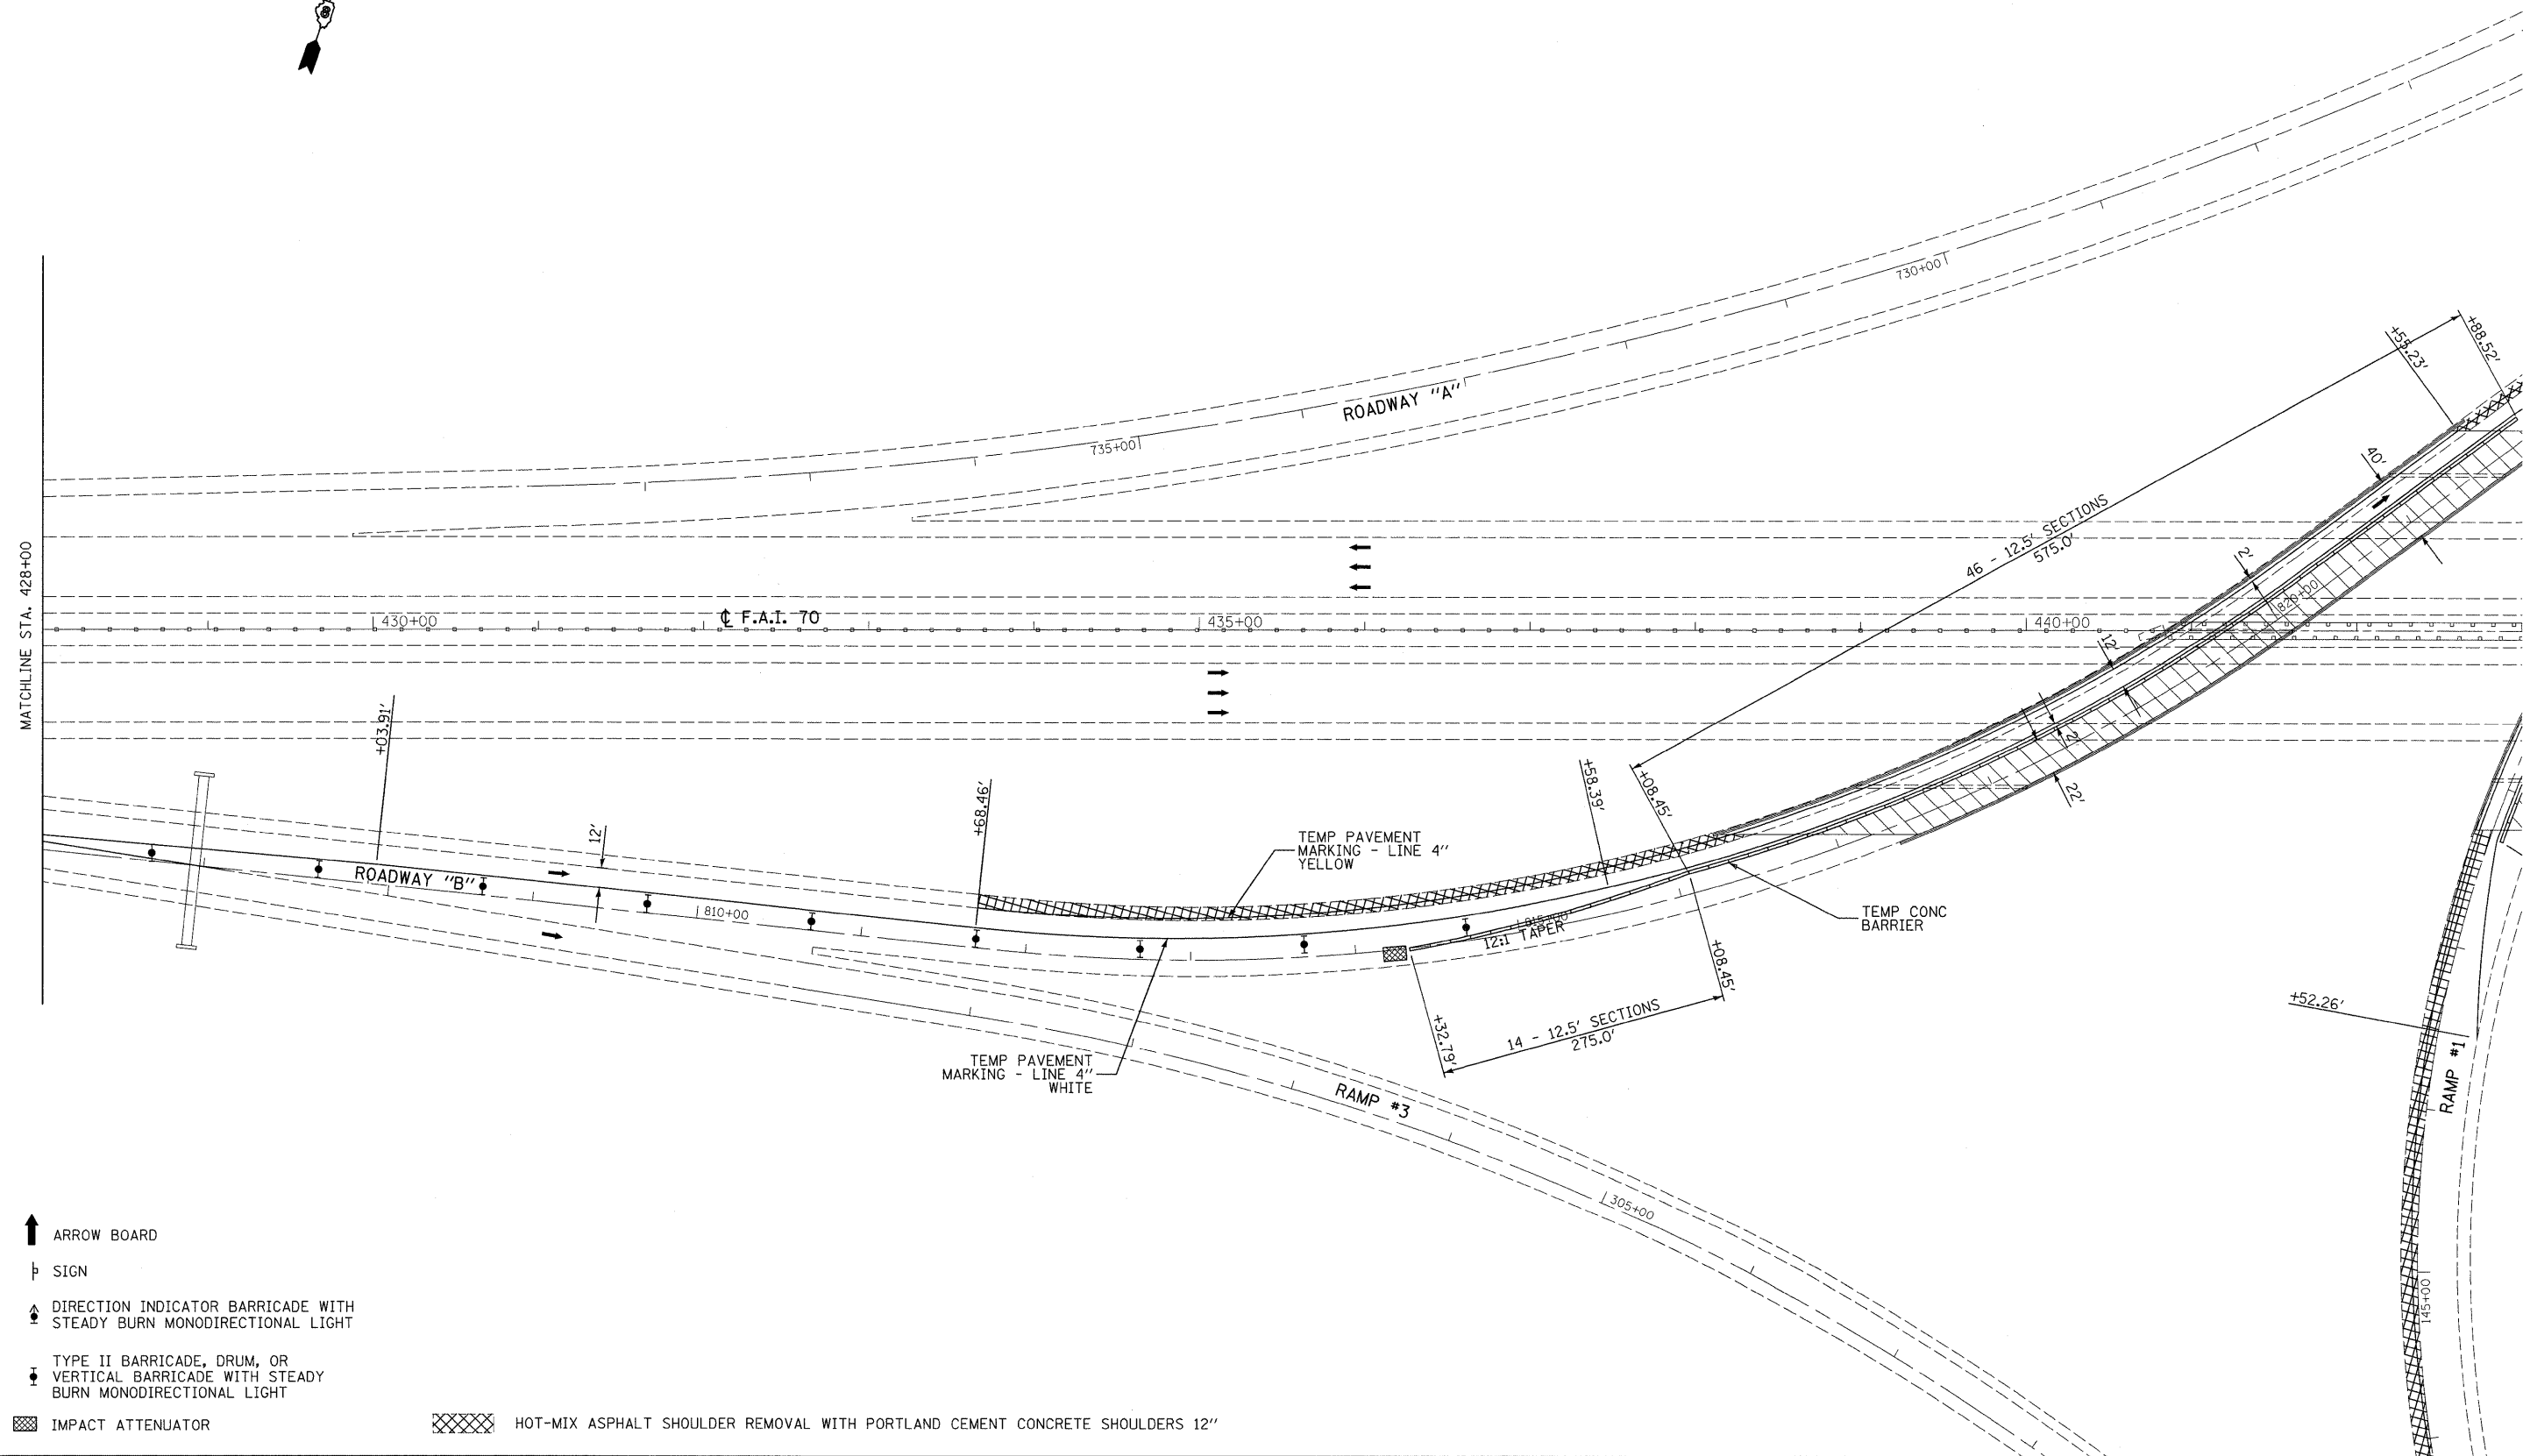 8
730+00
+88.52'
+55.23'
ROADWAY "A"
735+00
40'
46 - 12.5' SECTIONS
575.0'
2'
820+00
MATCHLINE STA. 428+00
430+00
℄ F.A.I. 70
435+00
440+00
12'
+03.91'
2'
22'
+68.46'
+58.39'
+08.45'
12'
TEMP PAVEMENT
MARKING - LINE 4"
YELLOW
ROADWAY "B"
810+00
815+00
12:1 TAPER
TEMP CONC
BARRIER
+08.45'
+32.79'
14 - 12.5' SECTIONS
275.0'
+52.26'
TEMP PAVEMENT
MARKING - LINE 4"
WHITE
RAMP #3
RAMP #1
305+00
145+00
ARROW BOARD
SIGN
DIRECTION INDICATOR BARRICADE WITH
STEADY BURN MONODIRECTIONAL LIGHT
TYPE II BARRICADE, DRUM, OR
VERTICAL BARRICADE WITH STEADY
BURN MONODIRECTIONAL LIGHT
IMPACT ATTENUATOR
HOT-MIX ASPHALT SHOULDER REMOVAL WITH PORTLAND CEMENT CONCRETE SHOULDERS 12"